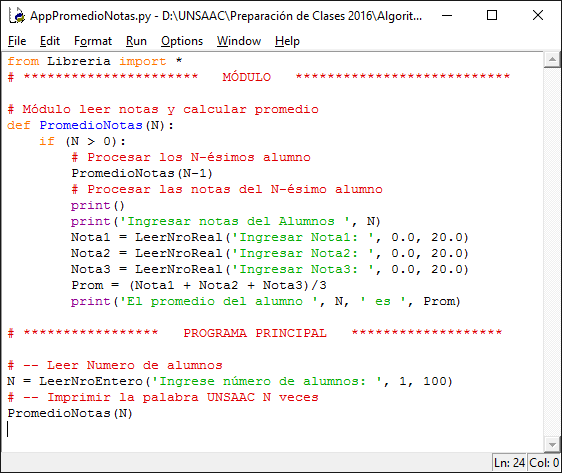 AppPromedioNotas.py - D:\UNSAAC\Preparación de Clases 2016\Algorit...
File Edit Format Run Options Window Help
from Libreria import *
# ********************** MÓDULO ***************************
# Módulo leer notas y calcular promedio
def PromedioNotas(N):
    if (N > 0):
        # Procesar los N-ésimos alumno
        PromedioNotas(N-1)
        # Procesar las notas del N-ésimo alumno
        print()
        print('Ingresar notas del Alumnos ', N)
        Nota1 = LeerNroReal('Ingresar Nota1: ', 0.0, 20.0)
        Nota2 = LeerNroReal('Ingresar Nota2: ', 0.0, 20.0)
        Nota3 = LeerNroReal('Ingresar Nota3: ', 0.0, 20.0)
        Prom = (Nota1 + Nota2 + Nota3)/3
        print('El promedio del alumno ', N, ' es ', Prom)
# ***************** PROGRAMA PRINCIPAL *******************
# -- Leer Numero de alumnos
N = LeerNroEntero('Ingrese número de alumnos: ', 1, 100)
# -- Imprimir la palabra UNSAAC N veces
PromedioNotas(N)
Ln: 24 Col: 0